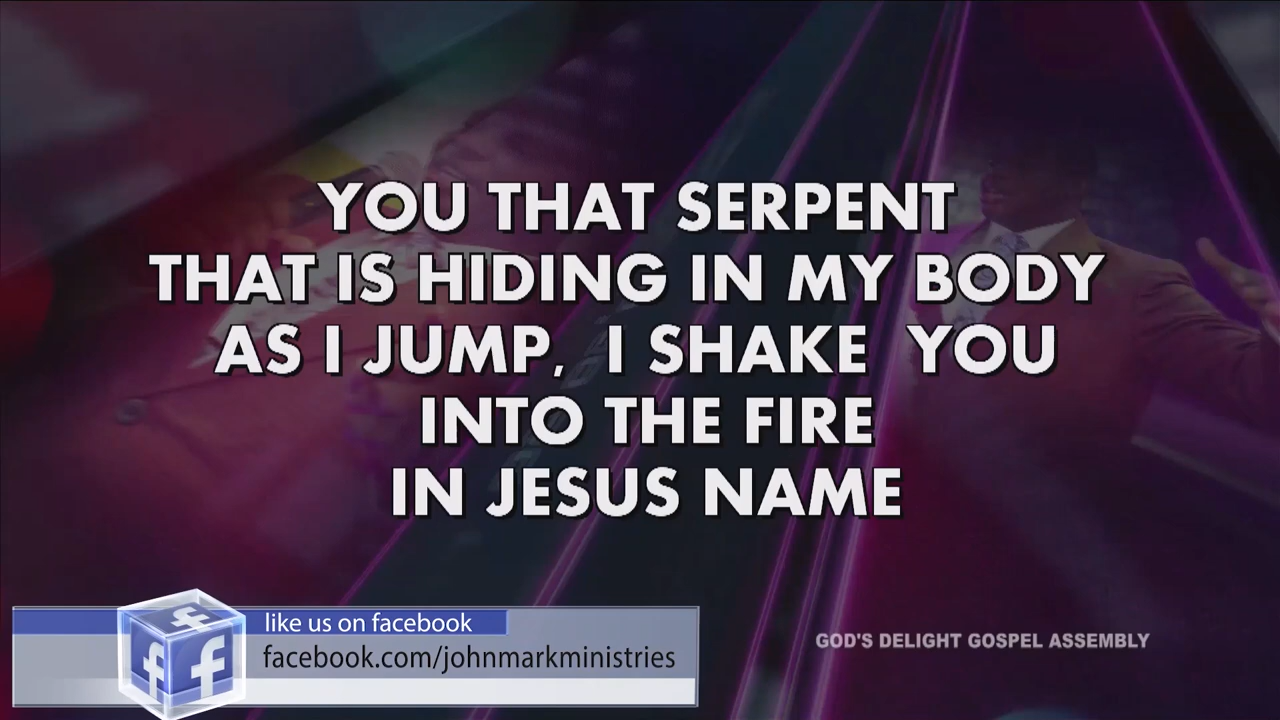 YOU THAT SERPENT
THAT IS HIDING IN MY BODY
AS I JUMP, I SHAKE YOU
INTO THE FIRE
IN JESUS NAME
like us on facebook
facebook.com/johnmarkministries
GOD'S DELIGHT GOSPEL ASSEMBLY